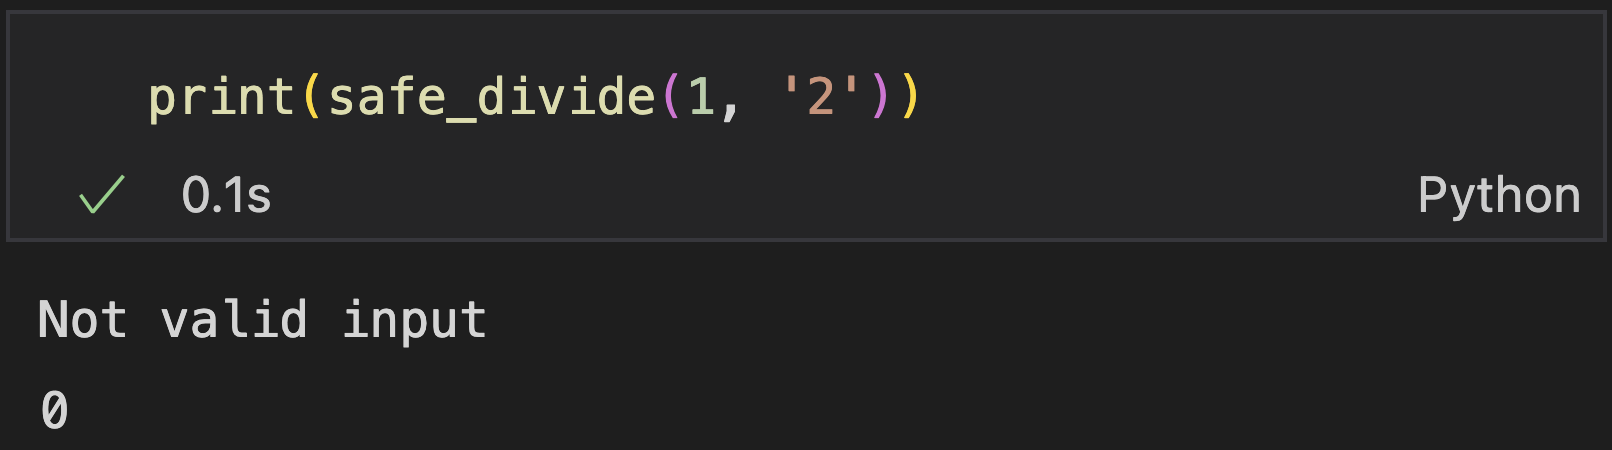 print(safe_divide(1, '2'))
0.1s
Python
Not valid input
0